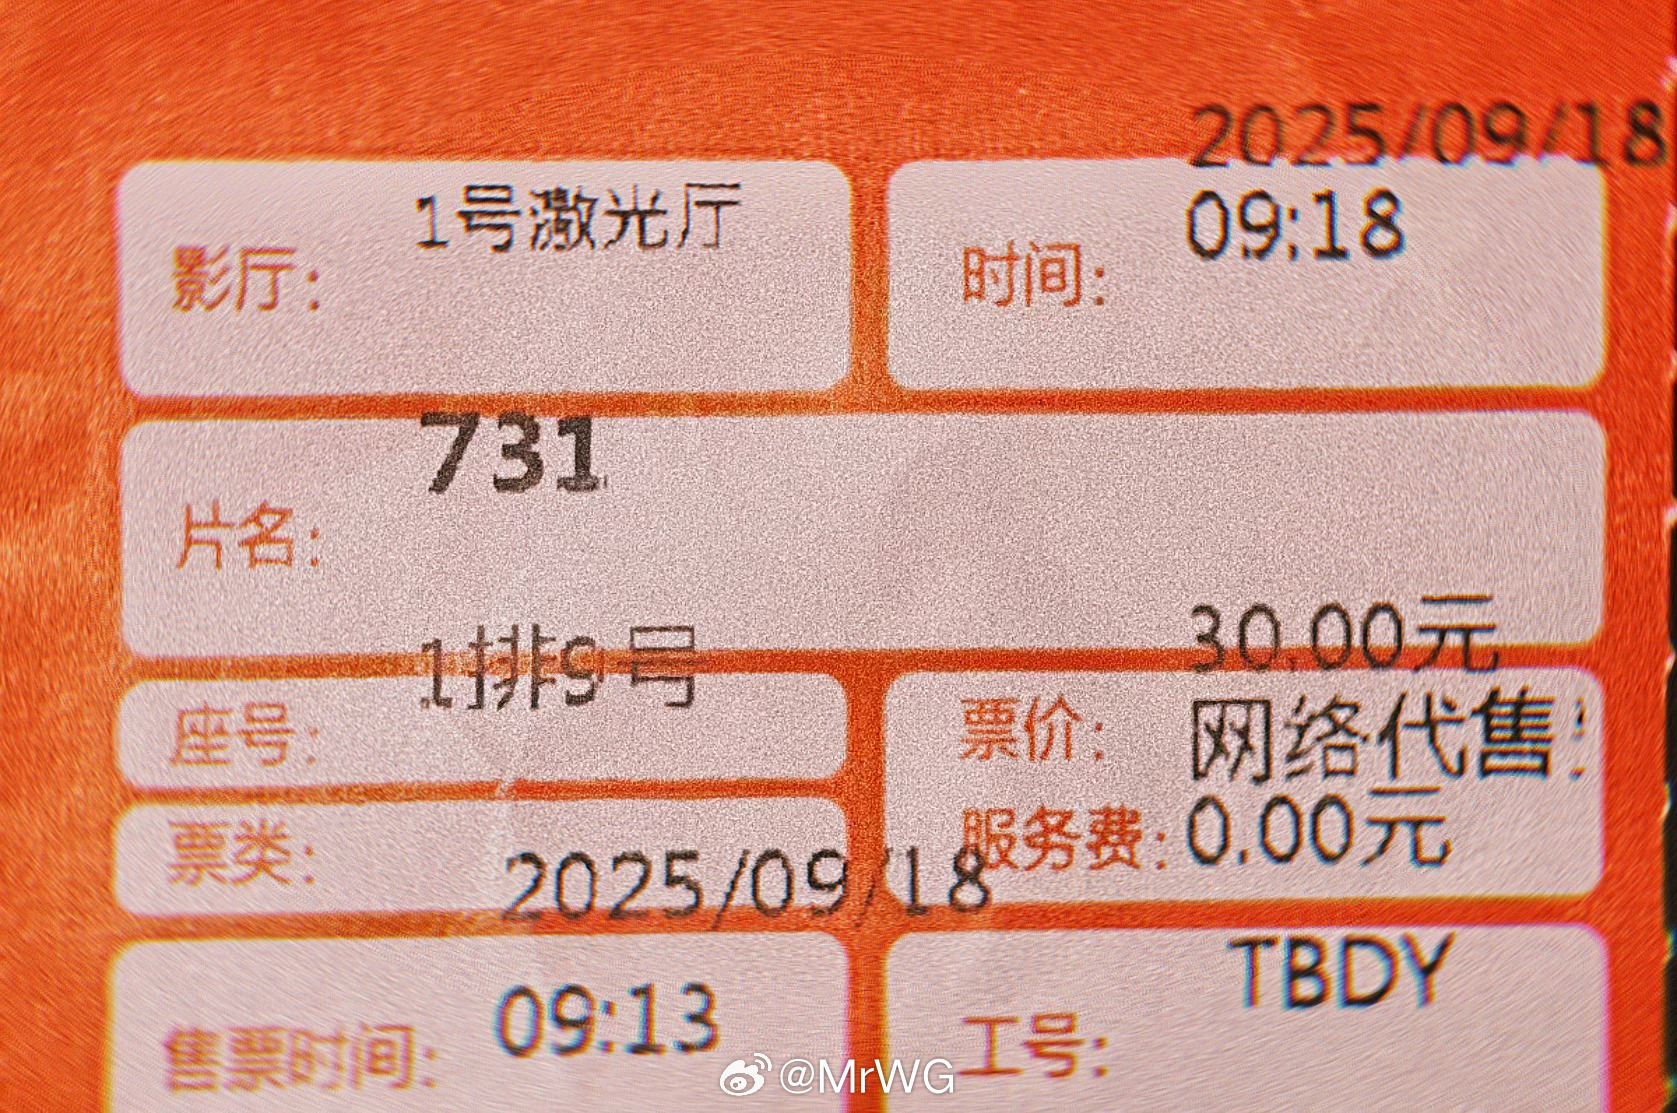 2025/09/18
影厅: 1号激光厅
时间: 09:18
片名: 731
座号: 1排9号
30.00元
票价: 网络代售
票类:
服务费: 0.00元
2025/09/18
售票时间: 09:13
工号: TBDY
@MrWG